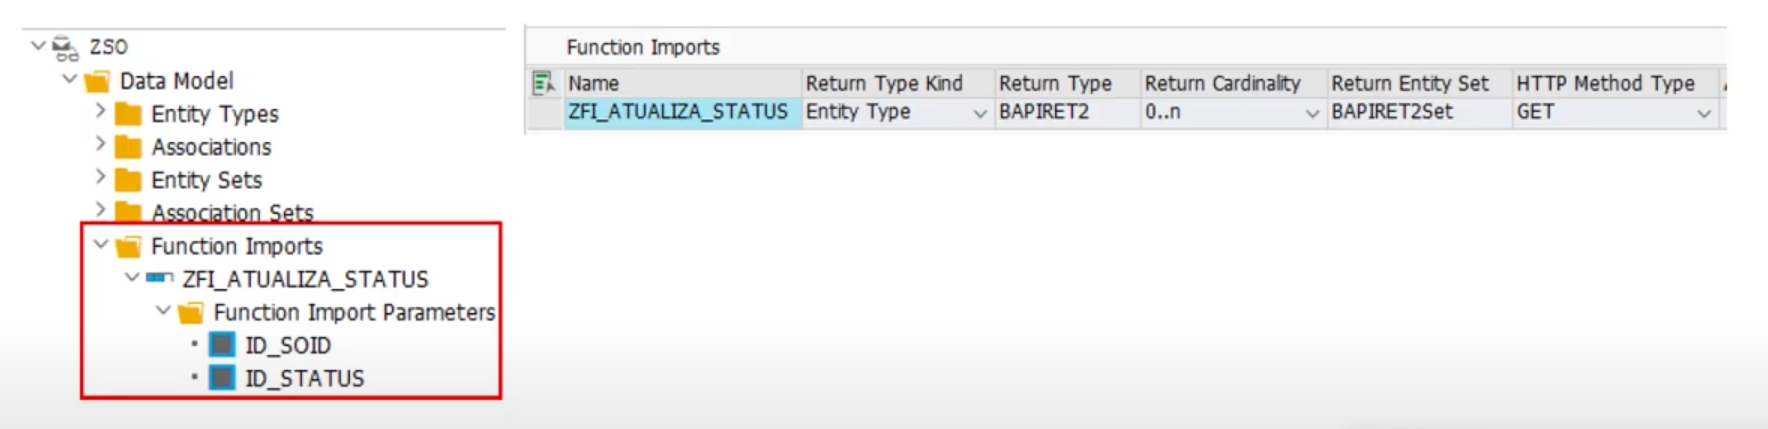 ZSO
Data Model
Entity Types
Associations
Entity Sets
Association Sets
Function Imports
ZFI_ATUALIZA_STATUS
Function Import Parameters
ID_SOID
ID_STATUS
Function Imports
Name Return Type Kind Return Type Return Cardinality Return Entity Set HTTP Method Type
ZFI_ATUALIZA_STATUS Entity Type BAPIRET2 0..n BAPIRET2Set GET